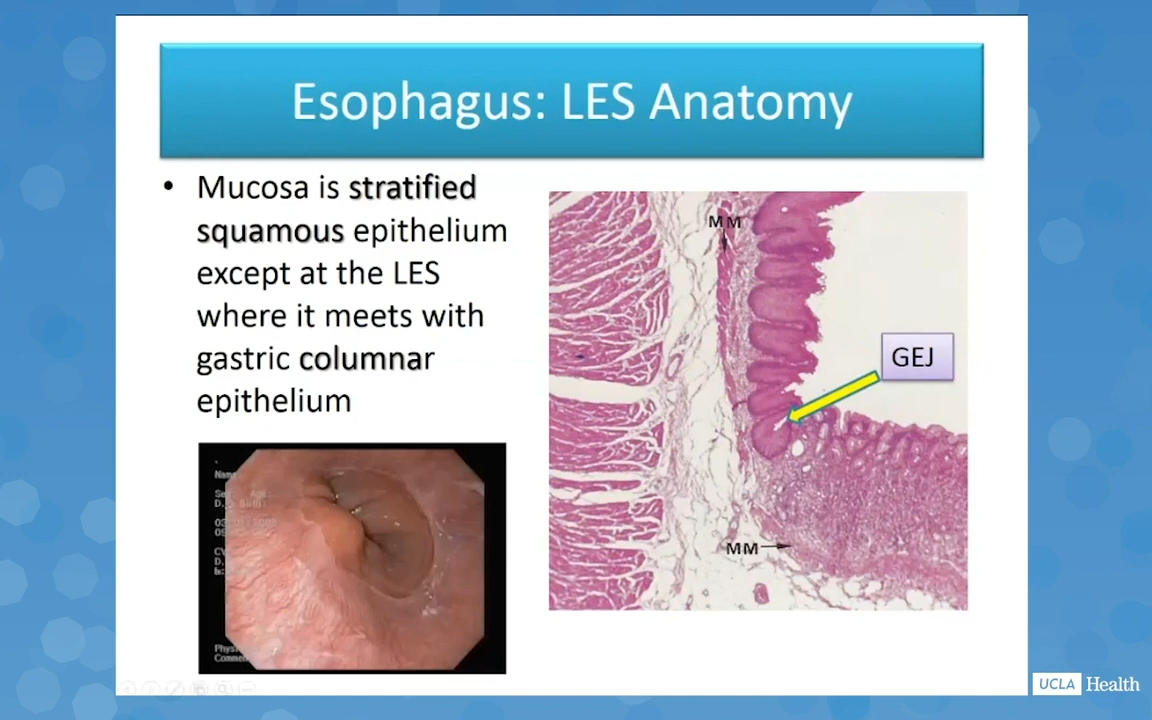 Esophagus: LES Anatomy
• Mucosa is stratified
squamous epithelium
except at the LES
where it meets with
gastric columnar
epithelium
MM
GEJ
MM
UCLA Health